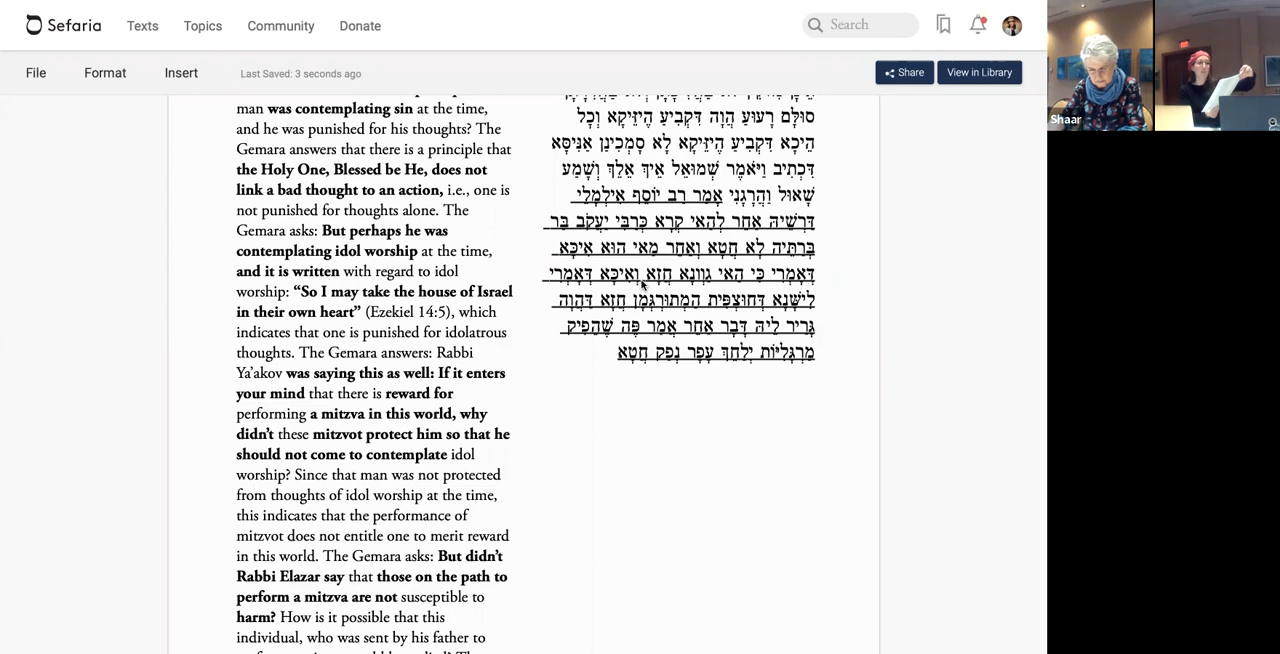 Sefaria
Texts
Topics
Community
Donate
Search
File
Format
Insert
Last Saved: 3 seconds ago
Share
View in Library
man was contemplating sin at the time,
and he was punished for his thoughts? The
Gemara answers that there is a principle that
the Holy One, Blessed be He, does not
link a bad thought to an action, i.e., one is
not punished for thoughts alone. The
Gemara asks: But perhaps he was
contemplating idol worship at the time,
and it is written with regard to idol
worship: “So I may take the house of Israel
in their own heart” (Ezekiel 14:5), which
indicates that one is punished for idolatrous
thoughts. The Gemara answers: Rabbi
Ya’akov was saying this as well: If it enters
your mind that there is reward for
performing a mitzva in this world, why
didn’t these mitzvot protect him so that he
should not come to contemplate idol
worship? Since that man was not protected
from thoughts of idol worship at the time,
this indicates that the performance of
mitzvot does not entitle one to merit reward
in this world. The Gemara asks: But didn’t
Rabbi Elazar say that those on the path to
perform a mitzva are not susceptible to
harm? How is it possible that this
individual, who was sent by his father to
סוּלָּם רָעוּעַ הֲוָה דִּקְבִיעַ הֶיזֵּיקָא וְכׇל
הֵיכָא דִּקְבִיעַ הֶיזֵּיקָא לָא סָמְכִינַן אַנִּיסָּא
דִּכְתִיב וַיֹּאמֶר שְׁמוּאֵל אֵיךְ אֵלֵךְ וְשָׁמַע
שָׁאוּל וַהֲרָגָנִי אָמַר רַב יוֹסֵף אִילְמָלֵי
דַּרְשֵׁיהּ אַחֵר לְהַאי קְרָא כְּרַבִּי יַעֲקֹב בַּר
בְּרַתֵּיהּ לָא חֲטָא וְאַחֵר מַאי הוּא אִיכָּא
דְּאָמְרִי כִּי הַאי גַּוְונָא חֲזָא וְאִיכָּא דְּאָמְרִי
לִישָּׁנָא דְּחוּצְפִּית הַמְתוּרְגְּמָן חֲזָא דַּהֲוָה
גָּרִיר לֵיהּ דָּבָר אַחֵר אֲמַר פֶּה שֶׁהֵפִיק
מַרְגָּלִיּוֹת יְלַחֵךְ עָפָר נְפַק חֲטָא
Shaar